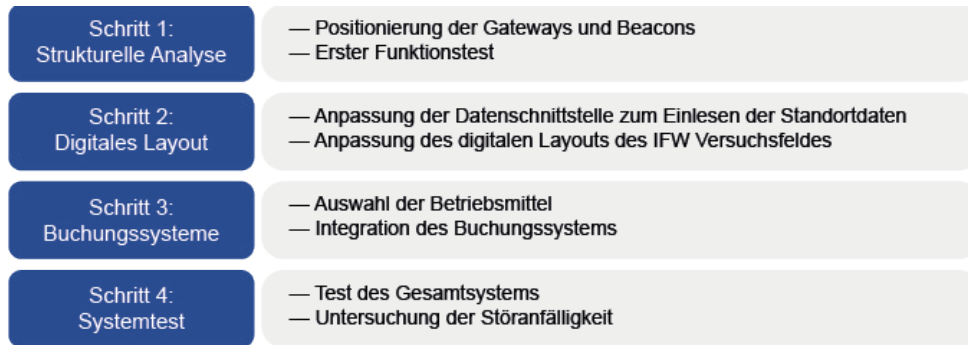 Schritt 1:
Strukturelle Analyse
— Positionierung der Gateways und Beacons
— Erster Funktionstest
Schritt 2:
Digitales Layout
— Anpassung der Datenschnittstelle zum Einlesen der Standortdaten
— Anpassung des digitalen Layouts des IFW Versuchsfeldes
Schritt 3:
Buchungssysteme
— Auswahl der Betriebsmittel
— Integration des Buchungssystems
Schritt 4:
Systemtest
— Test des Gesamtsystems
— Untersuchung der Störanfälligkeit